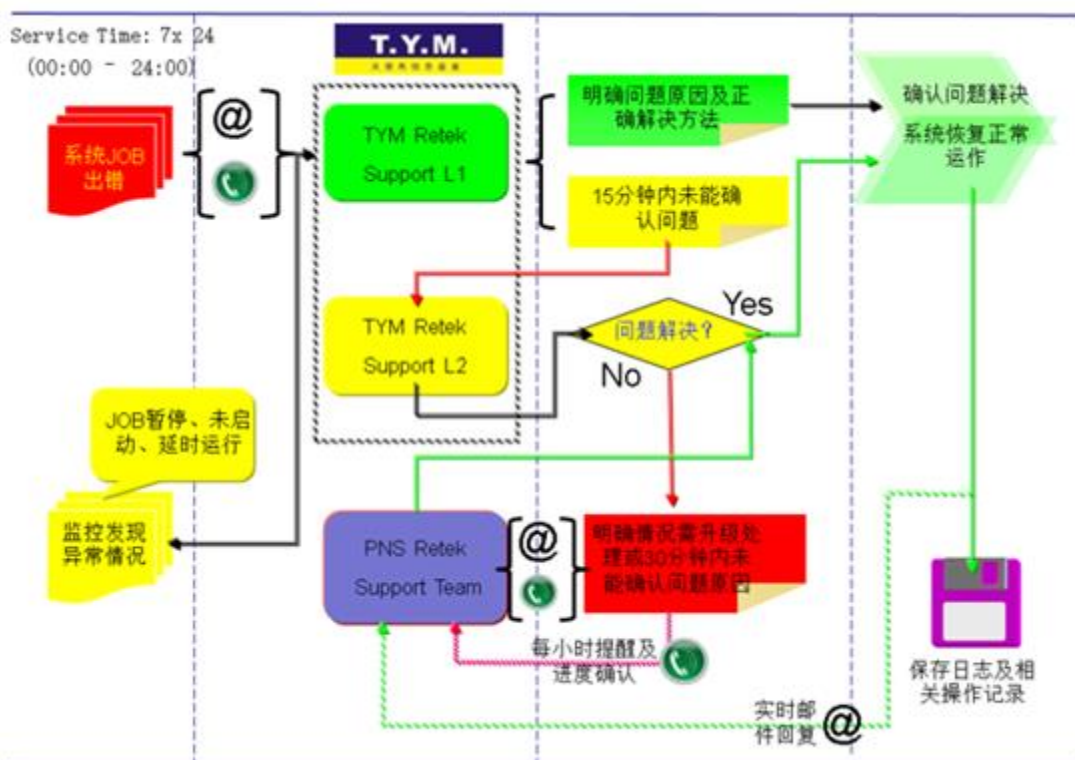 Service Time: 7x 24
(00:00 - 24:00)
T.Y.M.
系统JOB
出错
@
TYM Retek
Support L1
明确问题原因及正
确解决方法
确认问题解决
系统恢复正常
运作
15分钟内未能确
认问题
TYM Retek
Support L2
问题解决?
Yes
No
JOB暂停、未启
动、延时运行
监控发现
异常情况
PNS Retek
Support Team
@
明确情况需升级处
理或30分钟内未
能确认问题原因
每小时提醒及
进度确认
保存日志及相
关操作记录
实时邮
件回复
@